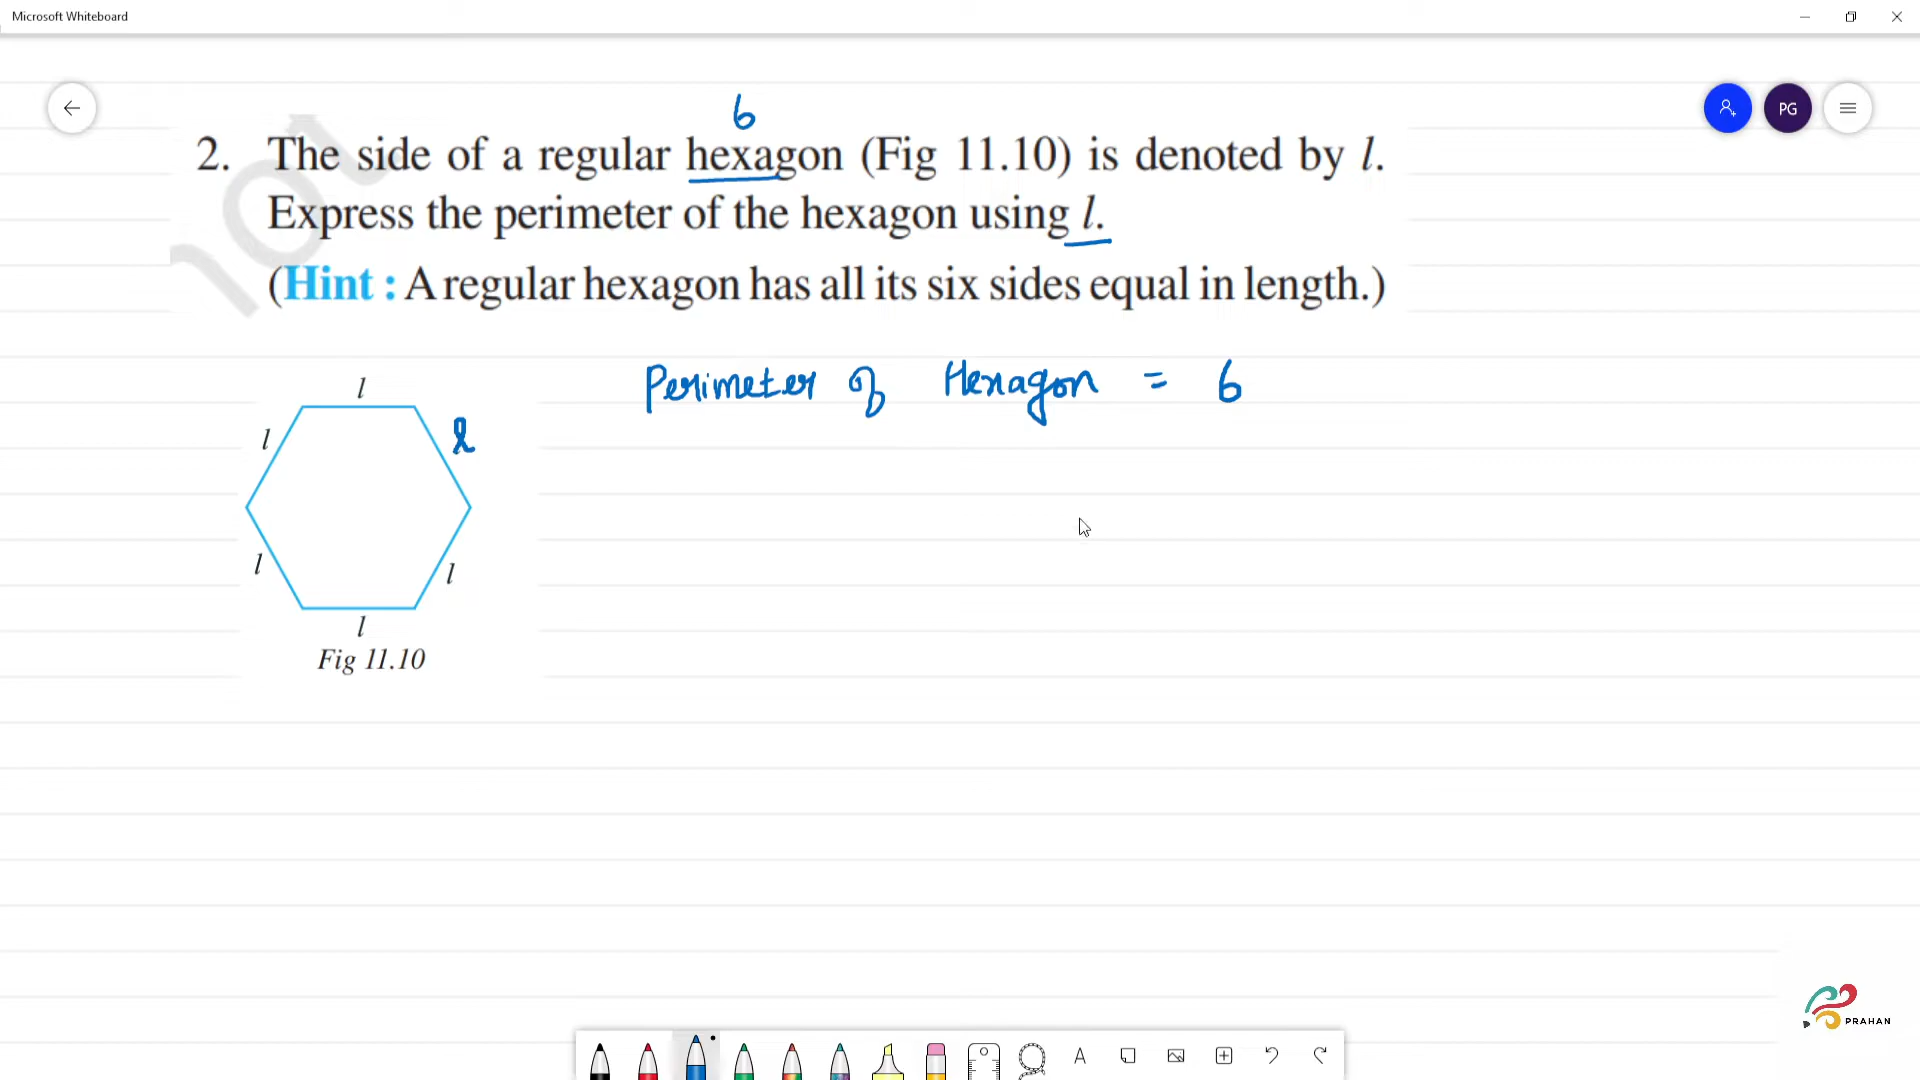 Microsoft Whiteboard
PG
6
2. The side of a regular hexagon (Fig 11.10) is denoted by l.
Express the perimeter of the hexagon using l.
(Hint : A regular hexagon has all its six sides equal in length.)
Perimeter of Hexagon = 6
l
l
l
l
l
l
Fig 11.10
PRAHAN
A